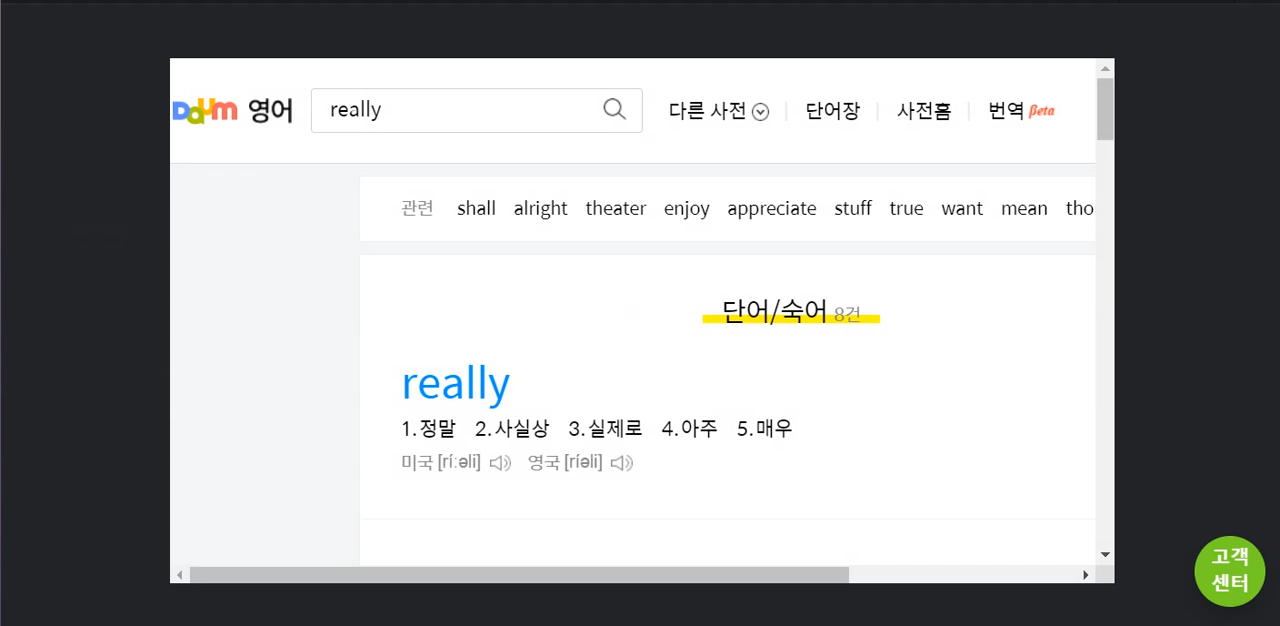 Daum 영어 really 다른 사전 단어장 사전홈 번역 Beta
관련 shall alright theater enjoy appreciate stuff true want mean tho
단어/숙어 8건
really
1.정말 2.사실상 3.실제로 4.아주 5.매우
미국 [ríːəli] 영국 [ríəli]
고객
센터